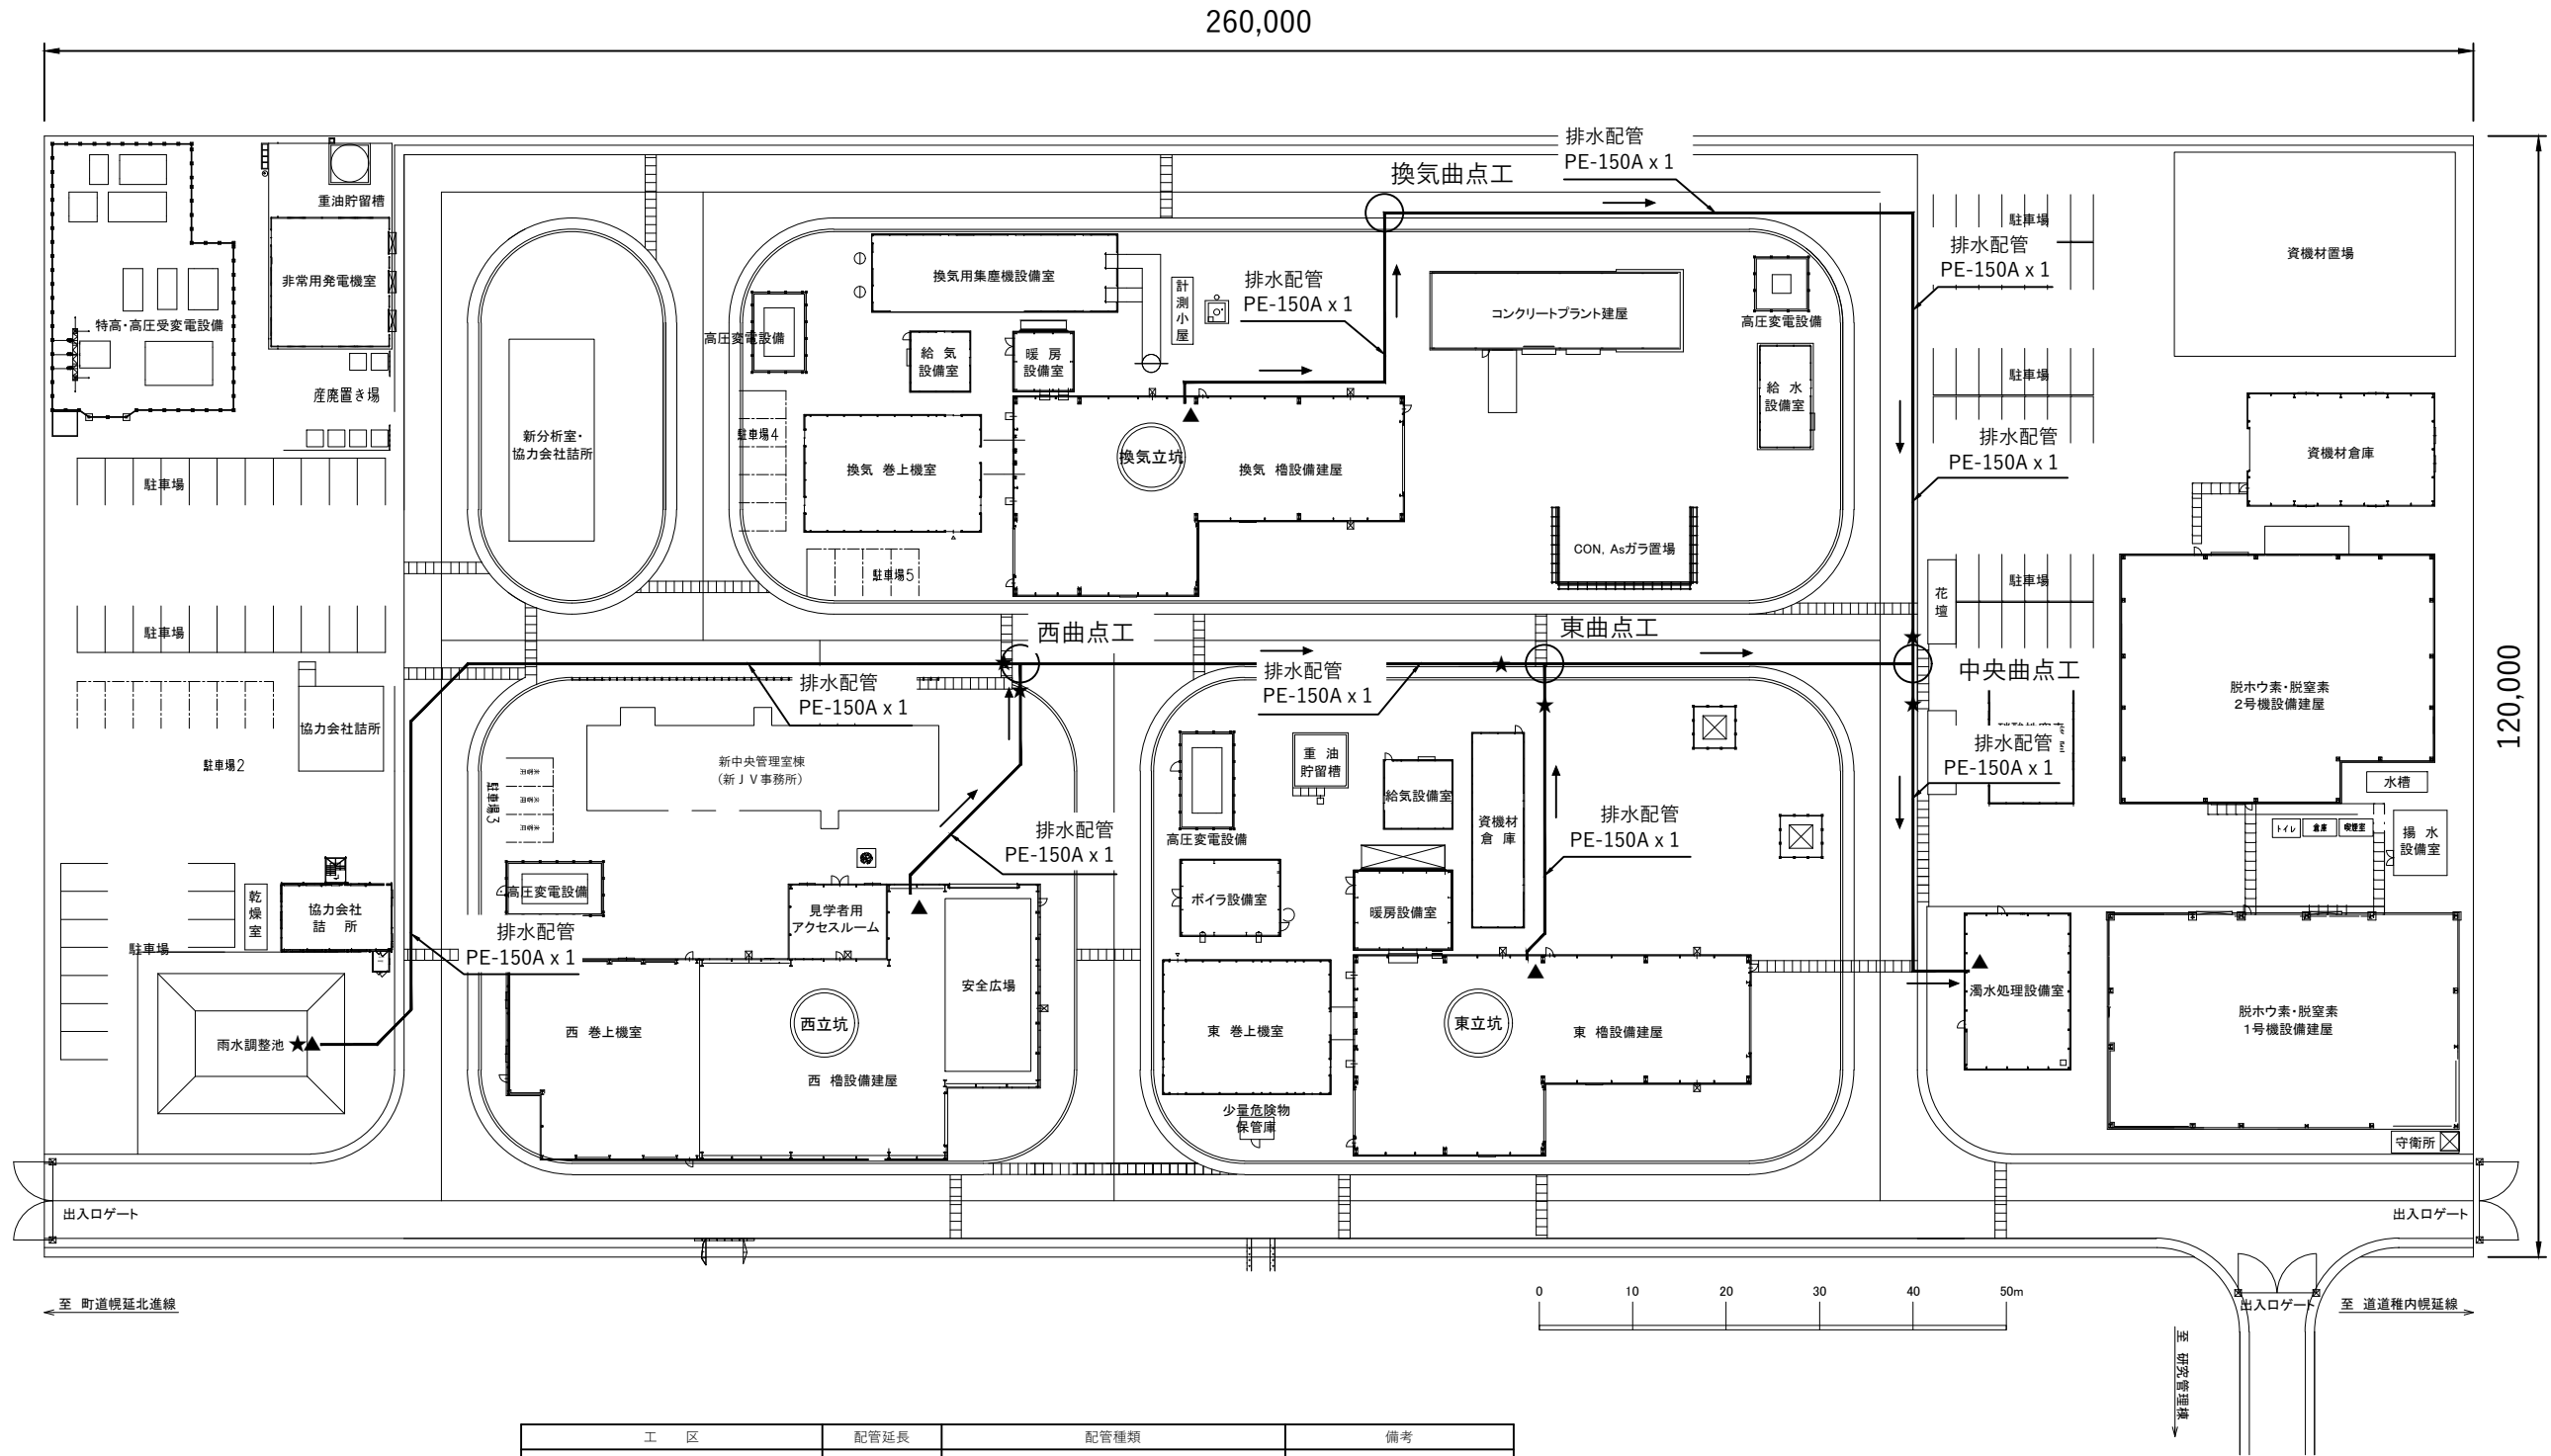 260,000
120,000
排水配管
PE-150A x 1
換気曲点工
重油貯留槽
駐車場
排水配管
PE-150A x 1
資機材置場
非常用発電機室
換気用集塵機設備室
計測小屋
排水配管
PE-150A x 1
コンクリートプラント建屋
特高・高圧受変電設備
高圧変電設備
高圧変電設備
給 気
設備室
暖 房
設備室
駐車場
産廃置き場
給 水
設備室
新分析室・
協力会社詰所
駐車場4
換気 巻上機室
換気立坑
換気 櫓設備建屋
排水配管
PE-150A x 1
資機材倉庫
駐車場
CON, Asガラ置場
駐車場5
駐車場
花壇
駐車場
西曲点工
東曲点工
中央曲点工
排水配管
PE-150A x 1
排水配管
PE-150A x 1
脱ホウ素・脱窒素
2号機設備建屋
協力会社詰所
駐車場2
新中央管理室棟
(新JV事務所)
駐車場3
重 油
貯留槽
給気設備室
資機材
倉 庫
排水配管
PE-150A x 1
水槽
排水配管
PE-150A x 1
排水配管
PE-150A x 1
高圧変電設備
トイレ
倉庫
喫煙室
揚 水
設備室
乾燥室
協力会社
詰 所
高圧変電設備
見学者用
アクセスルーム
ボイラ設備室
暖房設備室
駐車場
排水配管
PE-150A x 1
安全広場
濁水処理設備室
雨水調整池
西 巻上機室
西立坑
西 櫓設備建屋
東 巻上機室
東立坑
東 櫓設備建屋
脱ホウ素・脱窒素
1号機設備建屋
少量危険物
保管庫
守衛所
出入口ゲート
出入口ゲート
0 10 20 30 40 50m
至 町道幌延北進線
出入口ゲート
至 道道稚内幌延線
至 研究管理棟
工 区 配管延長 配管種類 備考